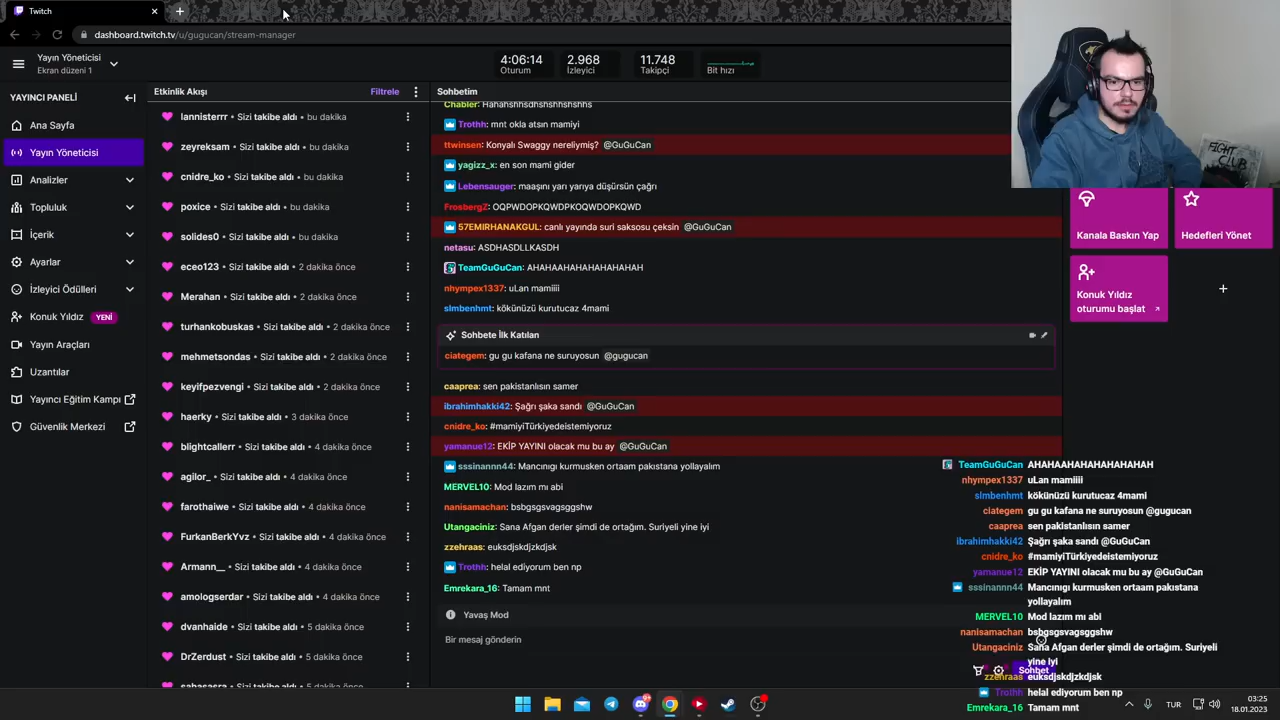 Twitch
dashboard.twitch.tv/u/gugucan/stream-manager
Yayın Yöneticisi
Ekran düzeni 1
4:06:14
Oturum
2.968
İzleyici
11.748
Takipçi
Bit hızı
YAYINCI PANELİ
Ana Sayfa
Yayın Yöneticisi
Analizler
Topluluk
İçerik
Ayarlar
İzleyici Ödülleri
Konuk Yıldız YENİ
Yayın Araçları
Uzantılar
Yayıncı Eğitim Kampı
Güvenlik Merkezi
Etkinlik Akışı
Filtrele
lannisterrr • Sizi takibe aldı • bu dakika
zeyreksam • Sizi takibe aldı • bu dakika
cnidre_ko • Sizi takibe aldı • bu dakika
poxice • Sizi takibe aldı • bu dakika
solides0 • Sizi takibe aldı • bu dakika
eceo123 • Sizi takibe aldı • 2 dakika önce
Merahan • Sizi takibe aldı • 2 dakika önce
turhankobuskas • Sizi takibe aldı • 2 dakika önce
mehmetsondas • Sizi takibe aldı • 2 dakika önce
keyifpezvengi • Sizi takibe aldı • 2 dakika önce
haerky • Sizi takibe aldı • 3 dakika önce
blightcallerr • Sizi takibe aldı • 4 dakika önce
agilor_ • Sizi takibe aldı • 4 dakika önce
farothaiwe • Sizi takibe aldı • 4 dakika önce
FurkanBerkYvz • Sizi takibe aldı • 4 dakika önce
Armann__ • Sizi takibe aldı • 4 dakika önce
amologserdar • Sizi takibe aldı • 4 dakika önce
dvanhaide • Sizi takibe aldı • 5 dakika önce
DrZerdust • Sizi takibe aldı • 5 dakika önce
Sohbetim
Trothh: mnt okla atsın mamiyi
ttwinsen: Konyalı Swaggy nereliymiş? @GuGuCan
yagizz_x: en son mami gider
Lebensauger: maaşını yarı yarıya düşürsün çağrı
FrosbergZ: OQPWDOPKQWDPKOQWDOPKQWD
57EMIRHANAKGUL: canlı yayında suri saksosu çeksin @GuGuCan
netasu: ASDHASDLLKASDH
TeamGuGuCan: AHAHAAHAHAHAHAHAH
nhympex1337: uLan mamiiii
slmbenhmt: kökünüzü kurutucaz 4mami
Sohbete İlk Katılan
ciategem: gu gu kafana ne suruyosun @gugucan
caaprea: sen pakistanlısın samer
ibrahimhakki42: Şağrı şaka sandı @GuGuCan
cnidre_ko: #mamiyiTürkiyedeistemiyoruz
yamanue12: EKİP YAYINI olacak mu bu ay @GuGuCan
sssinannn44: Mancınıgı kurmusken ortaam pakistana yollayalım
MERVEL10: Mod lazım mı abi
nanisamachan: bsbgsgsvagsggshw
Utangaciniz: Sana Afgan derler şimdi de ortağım. Suriyeli yine iyi
zzehraas: euksdjskdjzkdjsk
Trothh: helal ediyorum ben np
Emrekara_16: Tamam mnt
Yavaş Mod
Bir mesaj gönderin
Sohbet
FIGHT
CLUB
Kanala Baskın Yap
Hedefleri Yönet
Konuk Yıldız
oturumu başlat
TeamGuGuCan AHAHAAHAHAHAHAHAH
nhympex1337 uLan mamiiii
slmbenhmt kökünüzü kurutucaz 4mami
ciategem gu gu kafana ne suruyosun @gugucan
caaprea sen pakistanlısın samer
ibrahimhakki42 Şağrı şaka sandı @GuGuCan
cnidre_ko #mamiyiTürkiyedeistemiyoruz
yamanue12 EKİP YAYINI olacak mu bu ay @GuGuCan
sssinannn44 Mancınıgı kurmusken ortaam pakistana
yollayalım
MERVEL10 Mod lazım mı abi
nanisamachan bsbgsgsvagsggshw
Utangaciniz Sana Afgan derler şimdi de ortağım. Suriyeli
yine iyi
zzehraas euksdjskdjzkdjsk
Trothh helal ediyorum ben np
Emrekara_16 Tamam mnt
9+
TUR
03:25
18.01.2023